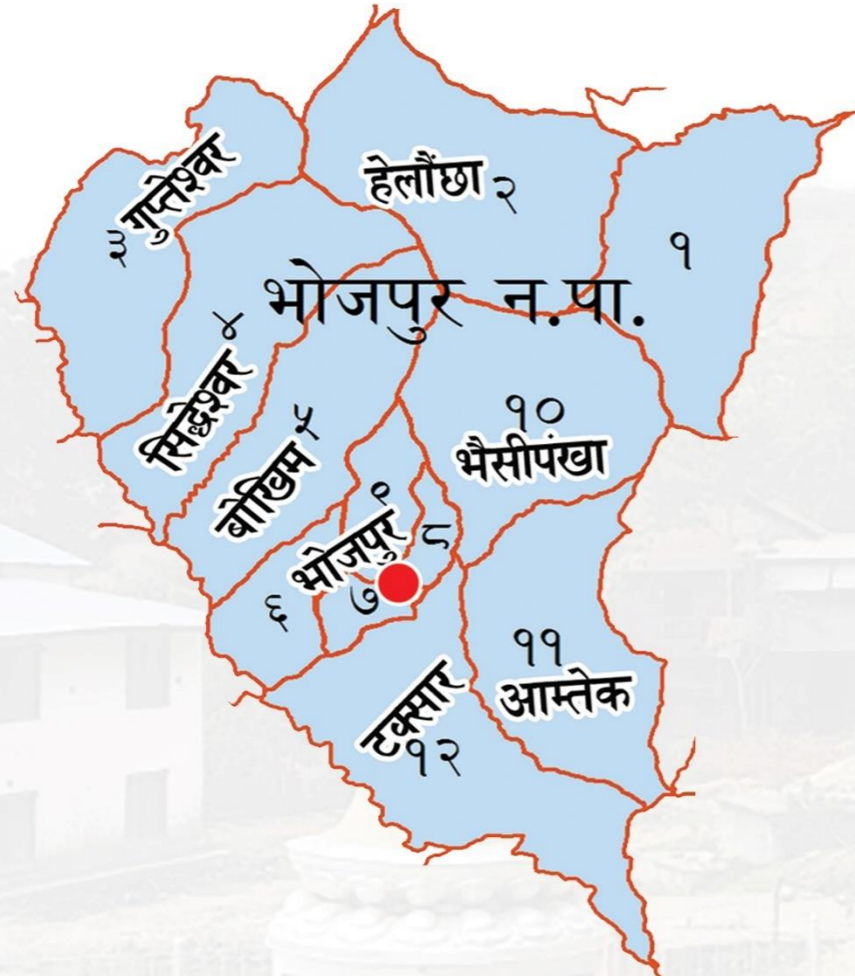 हेलौंछा २
१
गुप्तेश्वर
३
भोजपुर न.पा.
४
सिद्धेश्वर
५
बोखिम
१०
भैसीपंखा
९
भोजपुर
८
७
६
११
आम्तेक
टक्सार
१२